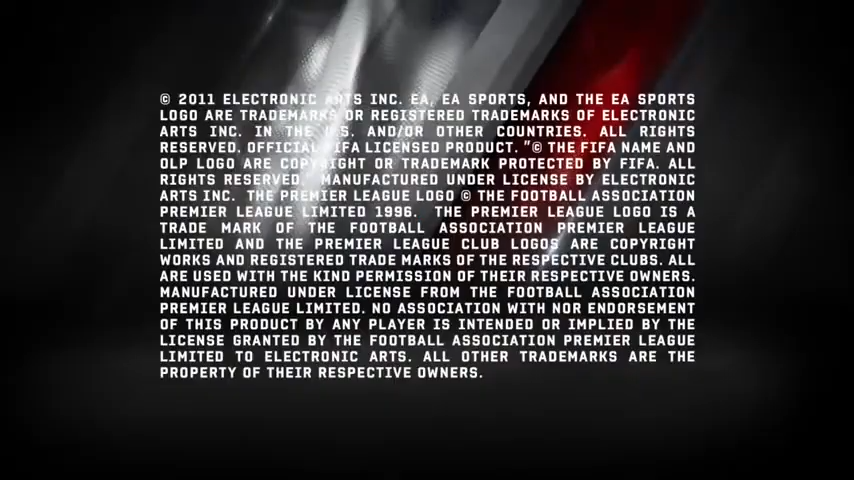 © 2011 ELECTRONIC ARTS INC. EA, EA SPORTS, AND THE EA SPORTS
LOGO ARE TRADEMARKS OR REGISTERED TRADEMARKS OF ELECTRONIC
ARTS INC. IN THE U.S. AND/OR OTHER COUNTRIES. ALL RIGHTS
RESERVED. OFFICIAL FIFA LICENSED PRODUCT. "© THE FIFA NAME AND
OLP LOGO ARE COPYRIGHT OR TRADEMARK PROTECTED BY FIFA. ALL
RIGHTS RESERVED." MANUFACTURED UNDER LICENSE BY ELECTRONIC
ARTS INC. THE PREMIER LEAGUE LOGO © THE FOOTBALL ASSOCIATION
PREMIER LEAGUE LIMITED 1996. THE PREMIER LEAGUE LOGO IS A
TRADE MARK OF THE FOOTBALL ASSOCIATION PREMIER LEAGUE
LIMITED AND THE PREMIER LEAGUE CLUB LOGOS ARE COPYRIGHT
WORKS AND REGISTERED TRADE MARKS OF THE RESPECTIVE CLUBS. ALL
ARE USED WITH THE KIND PERMISSION OF THEIR RESPECTIVE OWNERS.
MANUFACTURED UNDER LICENSE FROM THE FOOTBALL ASSOCIATION
PREMIER LEAGUE LIMITED. NO ASSOCIATION WITH NOR ENDORSEMENT
OF THIS PRODUCT BY ANY PLAYER IS INTENDED OR IMPLIED BY THE
LICENSE GRANTED BY THE FOOTBALL ASSOCIATION PREMIER LEAGUE
LIMITED TO ELECTRONIC ARTS. ALL OTHER TRADEMARKS ARE THE
PROPERTY OF THEIR RESPECTIVE OWNERS.